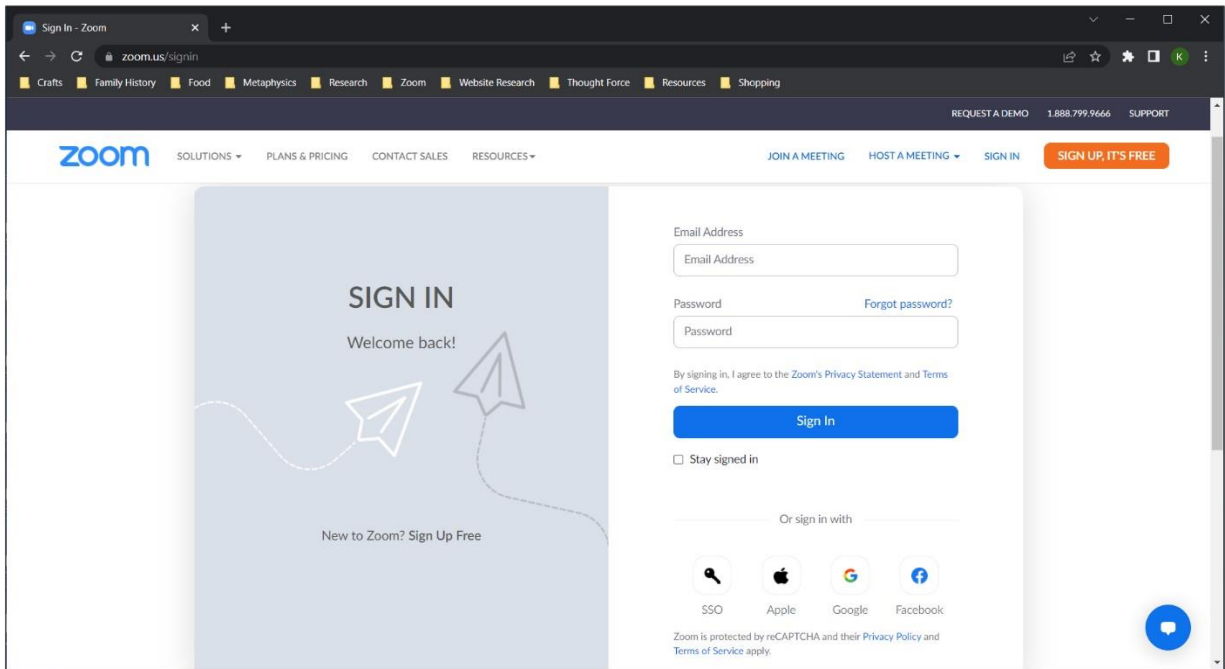 Sign In - Zoom
zoom.us/signin
K
Crafts Family History Food Metaphysics Research Zoom Website Research Thought Force Resources Shopping
REQUEST A DEMO 1.888.799.9666 SUPPORT
zoom SOLUTIONS PLANS & PRICING CONTACT SALES RESOURCES JOIN A MEETING HOST A MEETING SIGN IN SIGN UP, IT'S FREE
SIGN IN
Welcome back!
New to Zoom? Sign Up Free
Email Address
Email Address
Password Forgot password?
Password
By signing in, I agree to the Zoom's Privacy Statement and Terms
of Service.
Sign In
Stay signed in
Or sign in with
SSO Apple Google Facebook
Zoom is protected by reCAPTCHA and their Privacy Policy and
Terms of Service apply.